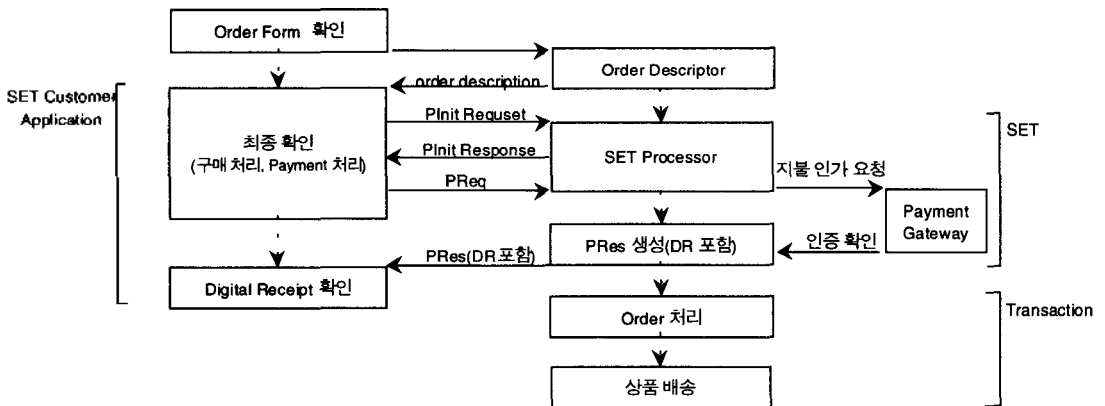 Order Form 확인
Order Descriptor
order description
SET Customer
Application
PInit Requset
SET
최종 확인
(구매 처리, Payment 처리)
PInit Response
SET Processor
지불 인가 요청
PReq
Payment
Gateway
PRes 생성(DR 포함)
인증 확인
PRes(DR 포함)
Digital Receipt 확인
Order 처리
Transaction
상품 배송